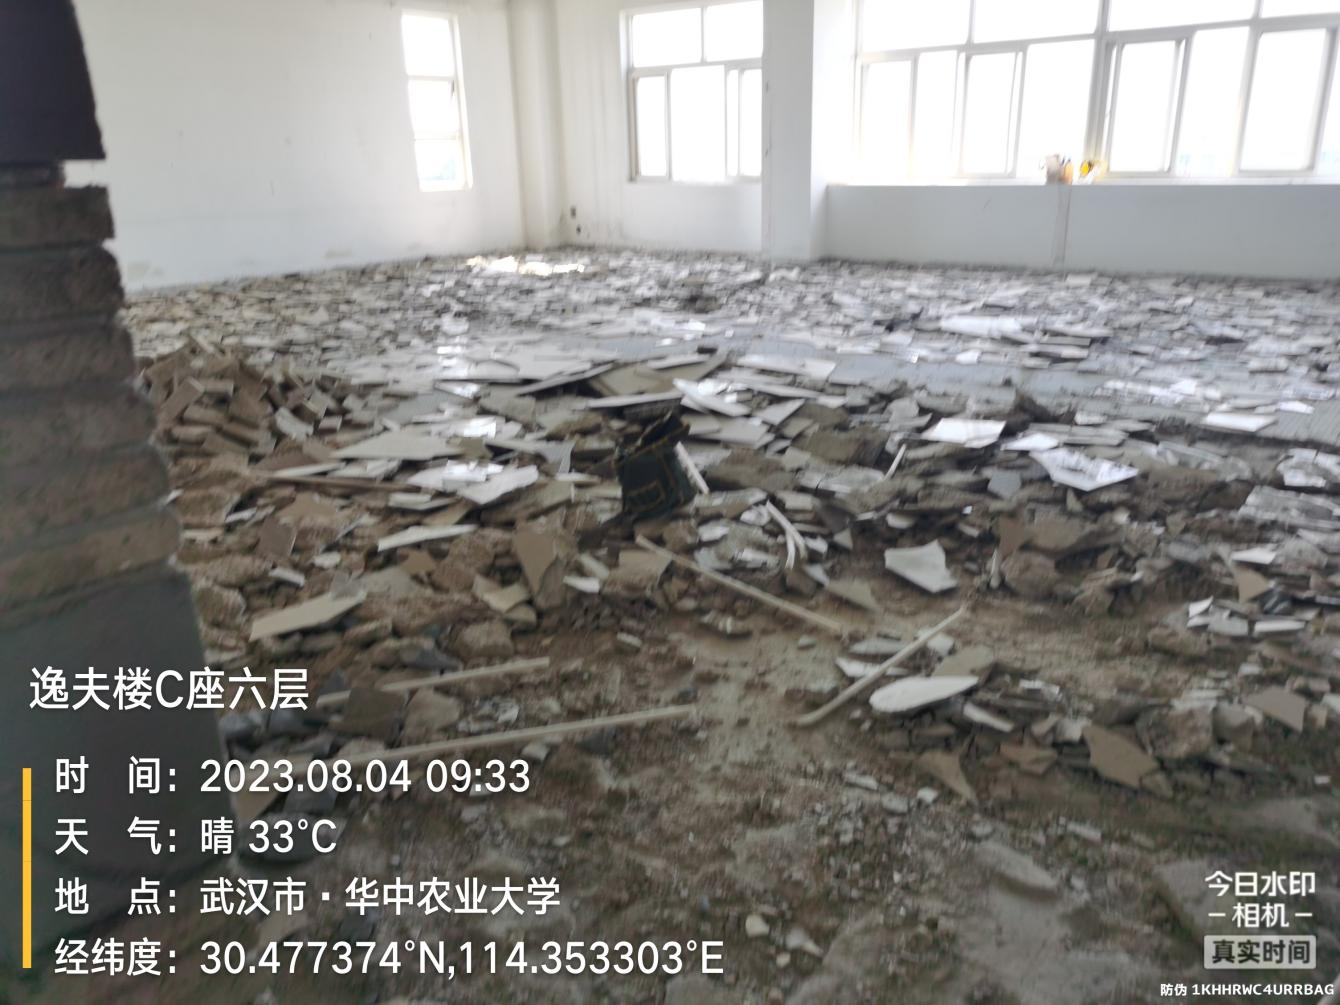 逸夫楼C座六层
时 间：2023.08.04 09:33
天 气：晴 33°C
地 点：武汉市·华中农业大学
经纬度：30.477374°N,114.353303°E
今日水印
-相机-
真实时间
防伪 1KHHRWC4URRBAG